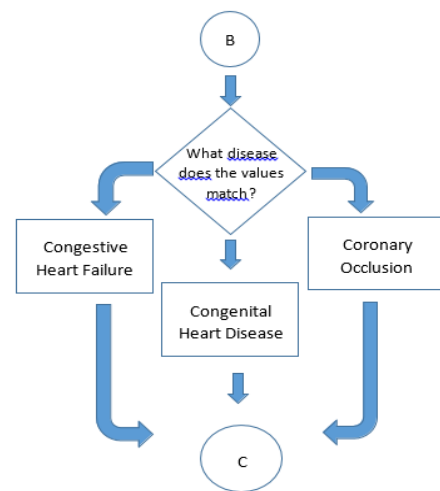 B
What disease
does the values
match?
Congestive
Heart Failure
Congenital
Heart Disease
Coronary
Occlusion
C